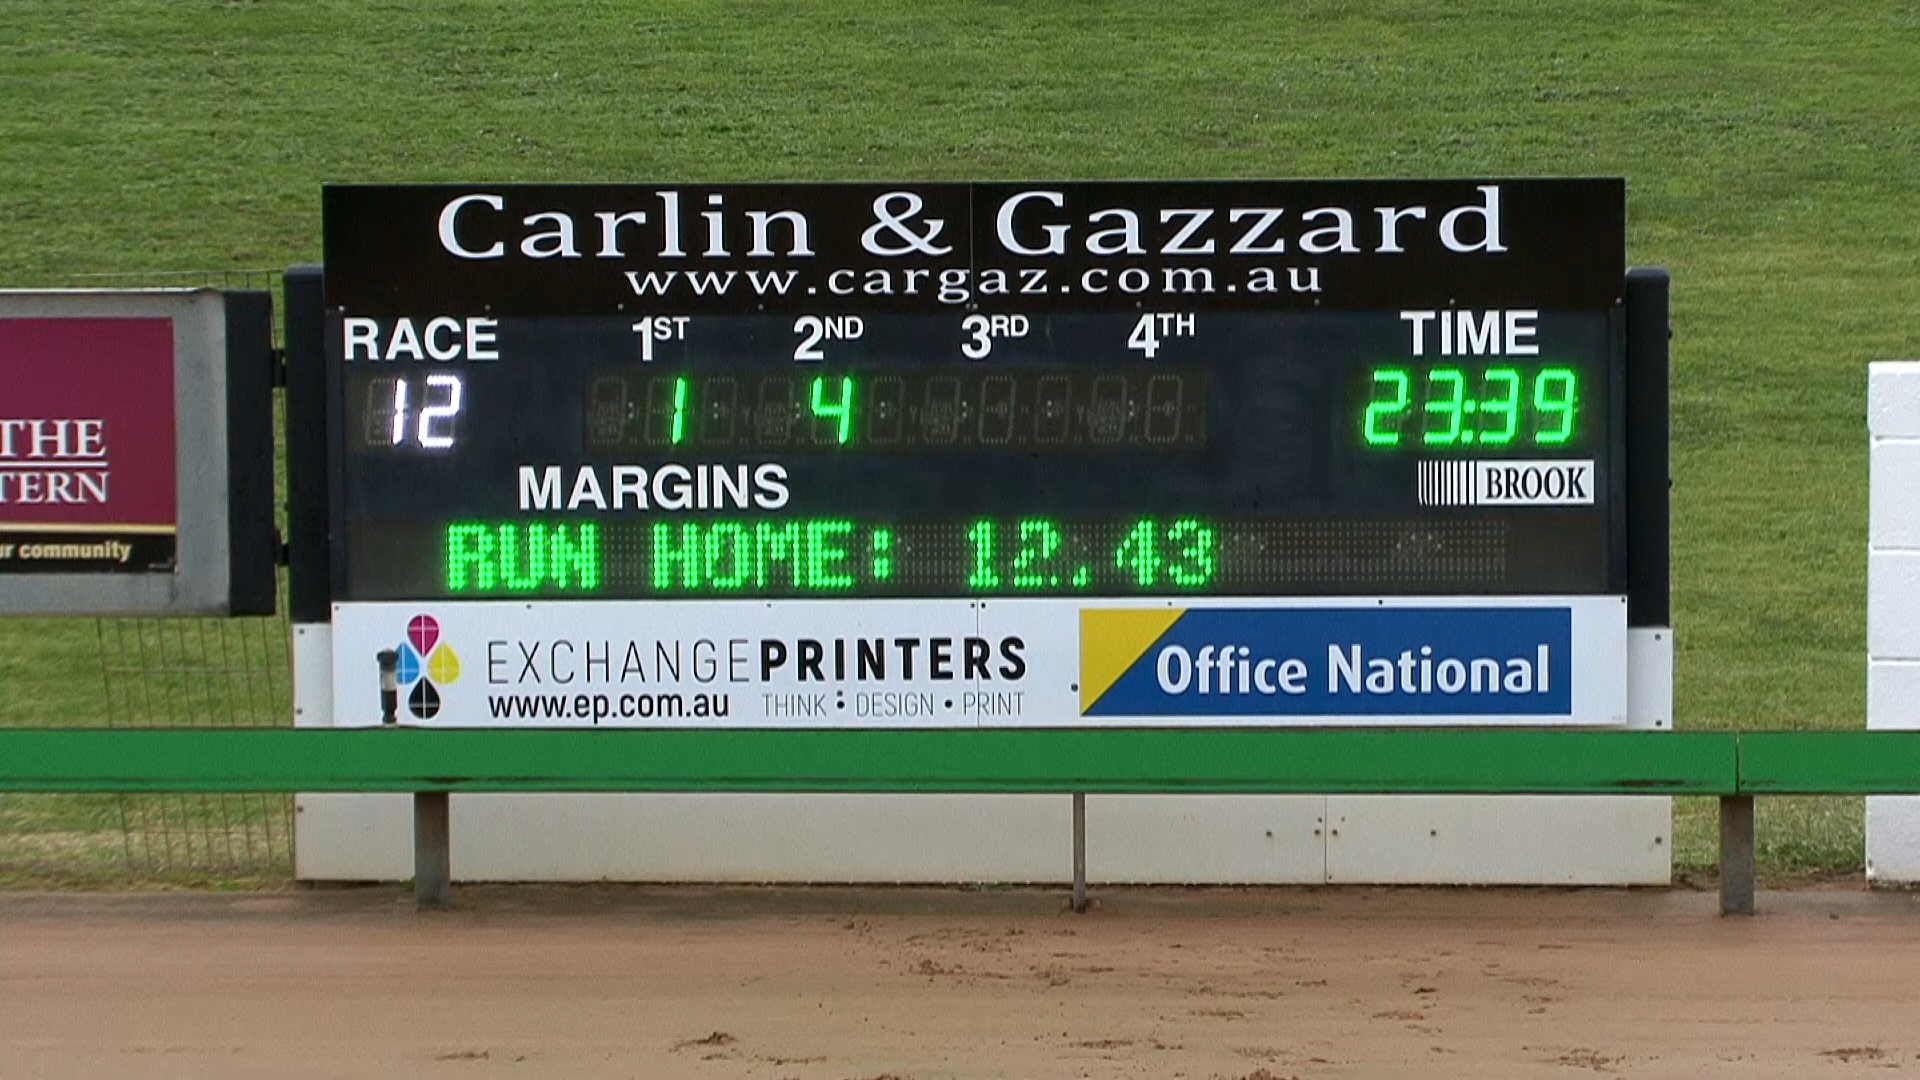 Carlin & Gazzard
www.cargaz.com.au
RACE 1ST 2ND 3RD 4TH TIME
12 1 4 23:39
MARGINS BROOK
RUN HOME: 12.43
EXCHANGEPRINTERS
www.ep.com.au THINK : DESIGN • PRINT
Office National
THE
TERN
ur community